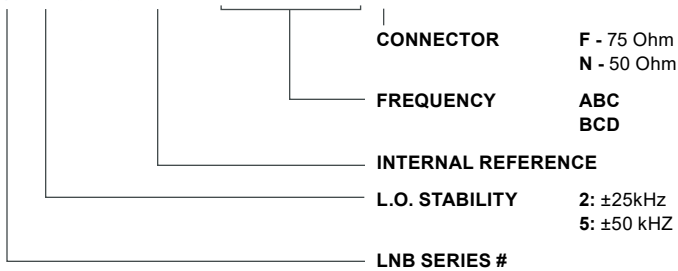 CONNECTOR F - 75 Ohm
N - 50 Ohm
FREQUENCY ABC
BCD
INTERNAL REFERENCE
L.O. STABILITY 2: ±25kHz
5: ±50 kHZ
LNB SERIES #